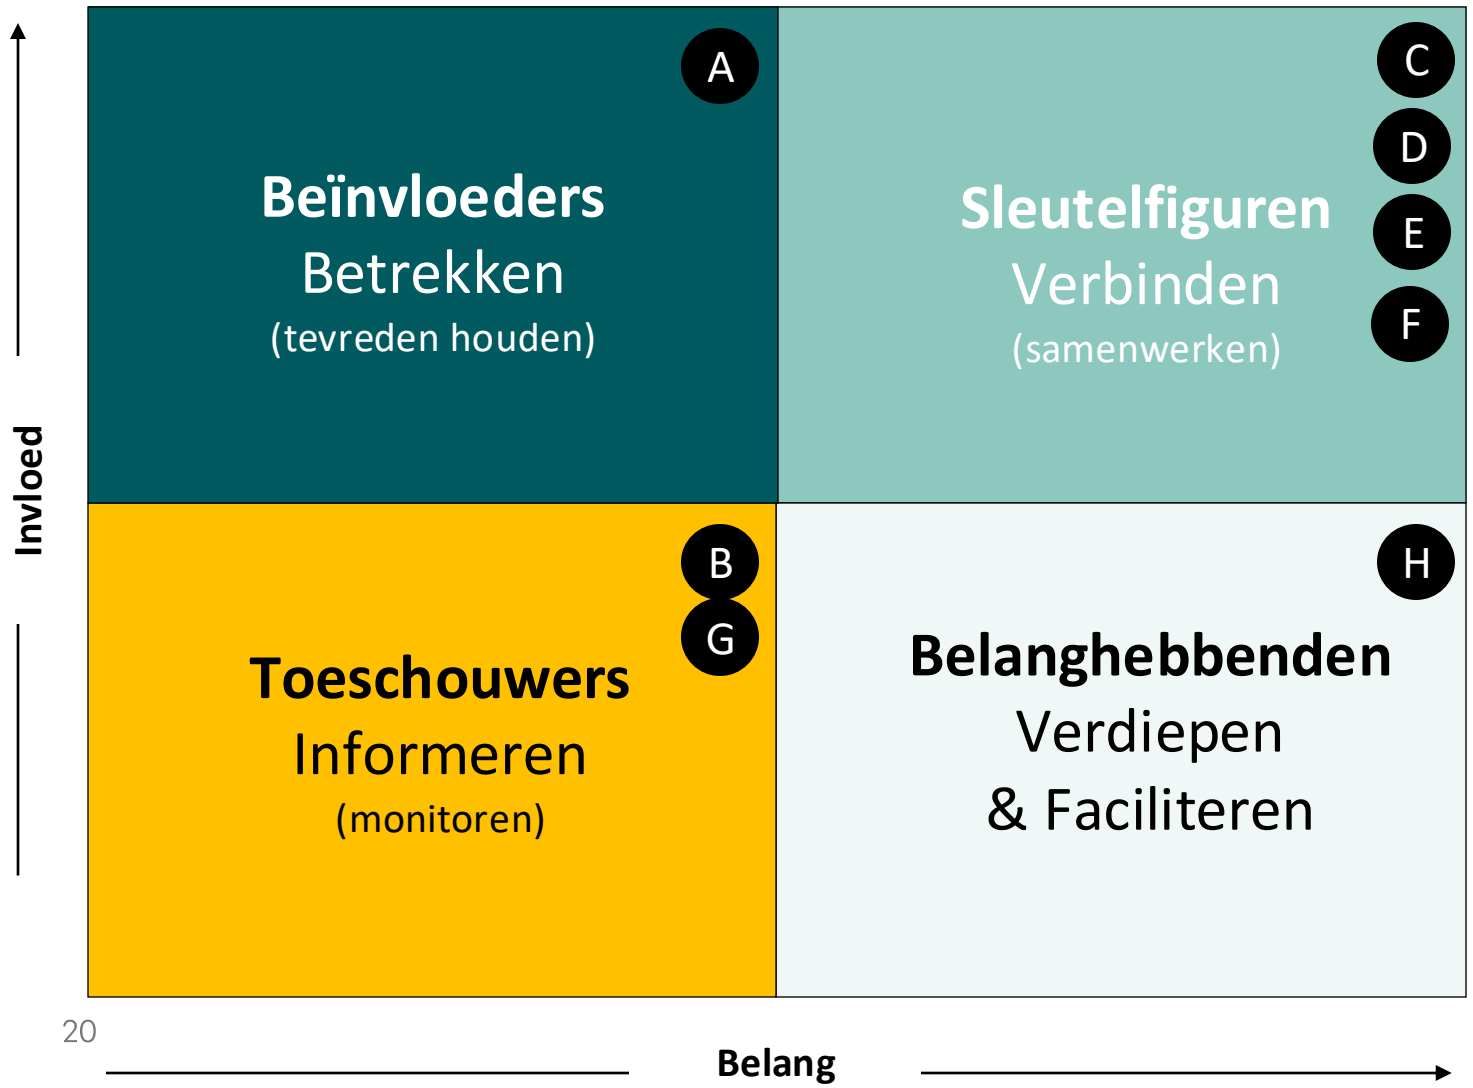 A
Beïnvloeders
Betrekken
(tevreden houden)
C
D
E
F
Sleutelfiguren
Verbinden
(samenwerken)
Invloed
B
G
Toeschouwers
Informeren
(monitoren)
H
Belanghebbenden
Verdiepen
& Faciliteren
20
Belang